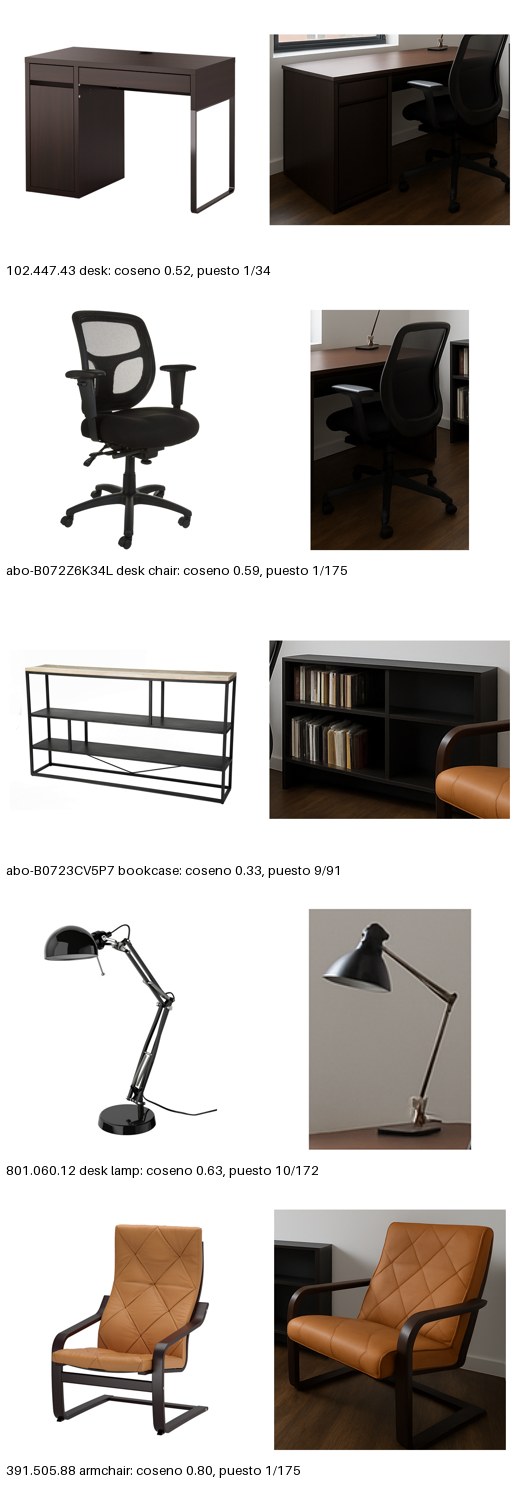 102.447.43 desk: coseno 0.52, puesto 1/34
abo-B072Z6K34L desk chair: coseno 0.59, puesto 1/175
abo-B0723CV5P7 bookcase: coseno 0.33, puesto 9/91
801.060.12 desk lamp: coseno 0.63, puesto 10/172
391.505.88 armchair: coseno 0.80, puesto 1/175